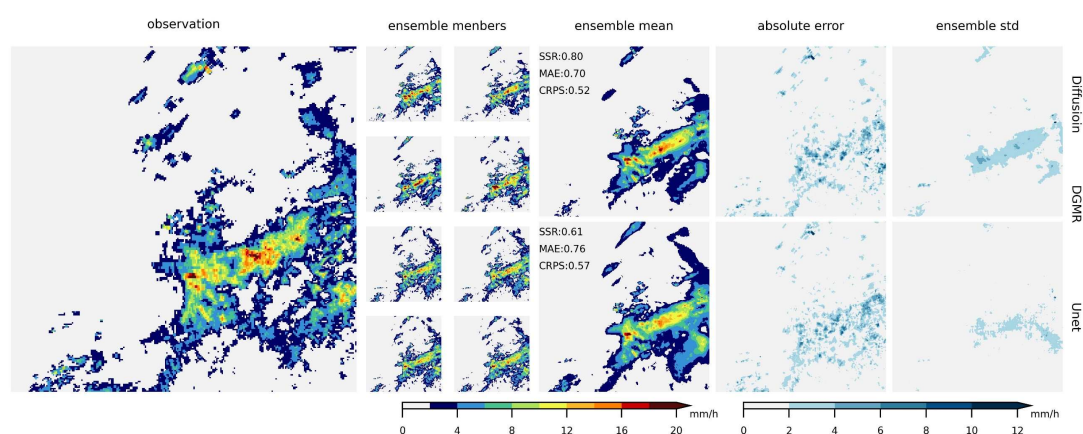 observation
ensemble menbers
ensemble mean
absolute error
ensemble std
SSR:0.80
MAE:0.70
CRPS:0.52
Diffusioin
DGMR
SSR:0.61
MAE:0.76
CRPS:0.57
Unet
0 4 8 12 16 20 mm/h
0 2 4 6 8 10 12 mm/h